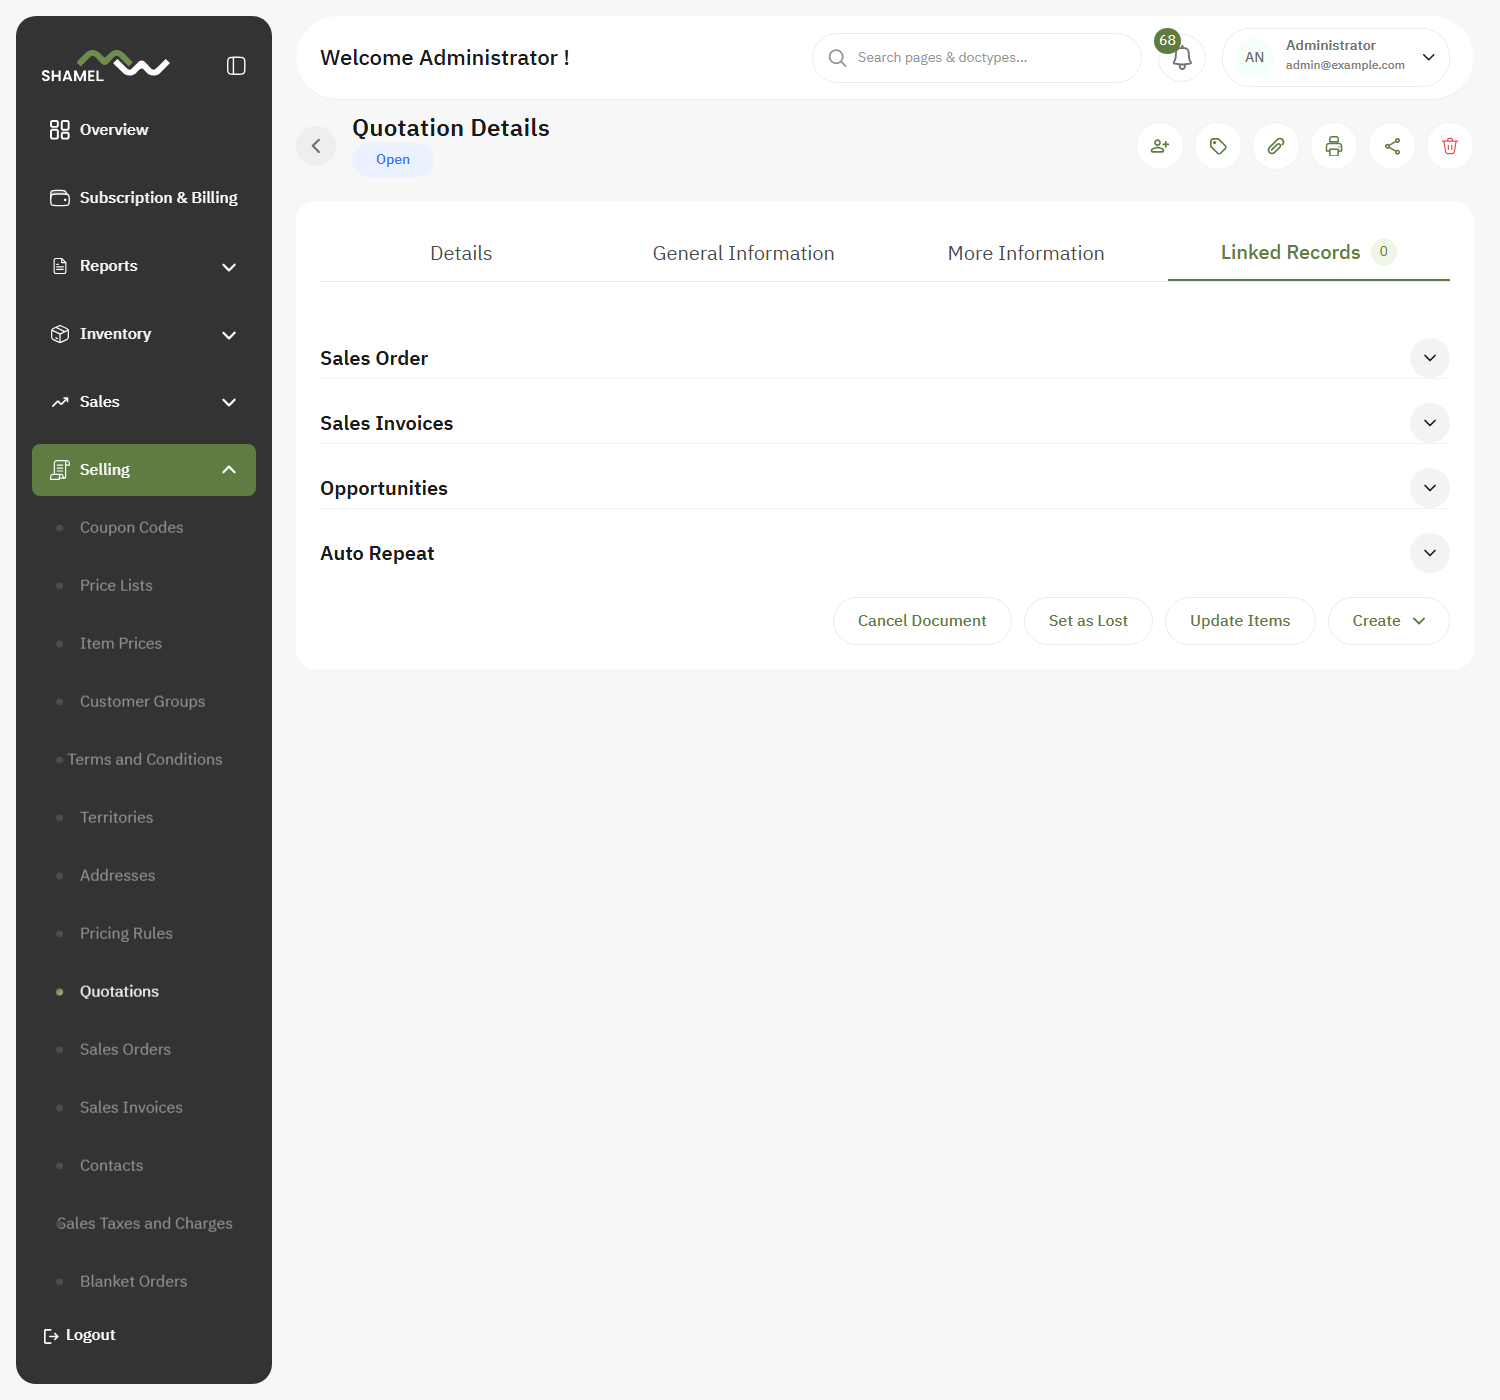 SHAMEL
Overview
Subscription & Billing
Reports
Inventory
Sales
Selling
Coupon Codes
Price Lists
Item Prices
Customer Groups
Terms and Conditions
Territories
Addresses
Pricing Rules
Quotations
Sales Orders
Sales Invoices
Contacts
Sales Taxes and Charges
Blanket Orders
Logout
Welcome Administrator !
Search pages & doctypes...
68
AN
Administrator
admin@example.com
Quotation Details
Open
Details
General Information
More Information
Linked Records 0
Sales Order
Sales Invoices
Opportunities
Auto Repeat
Cancel Document
Set as Lost
Update Items
Create